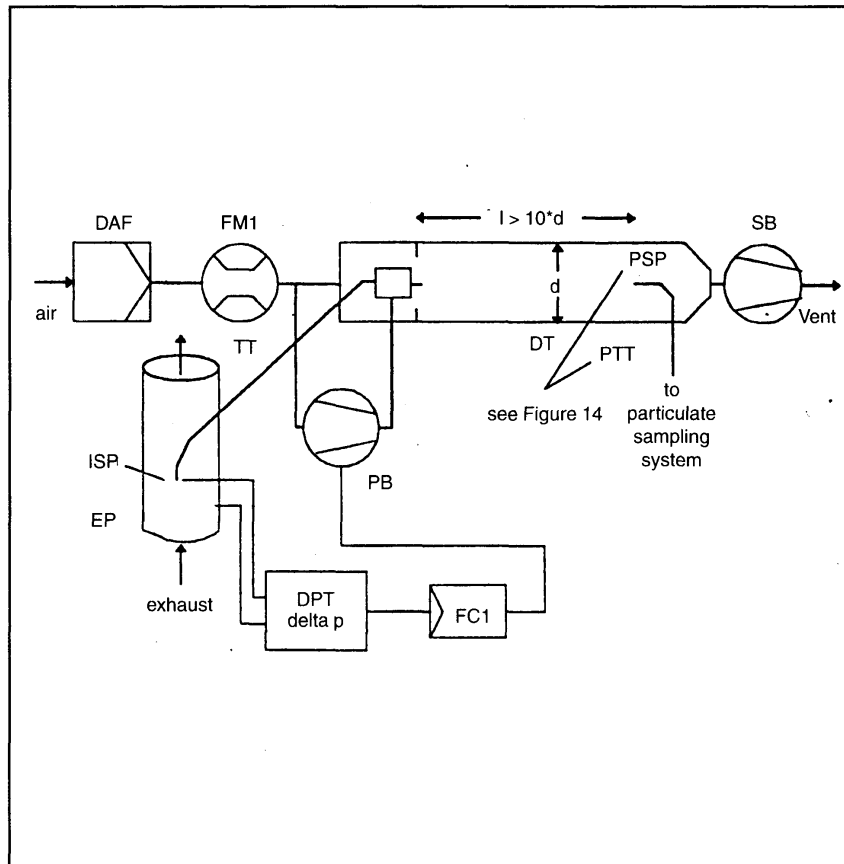 DAF
FM1
l > 10*d
SB
PSP
d
air
Vent
TT
DT
PTT
to
particulate
sampling
system
see Figure 14
ISP
PB
EP
exhaust
DPT
delta p
FC1